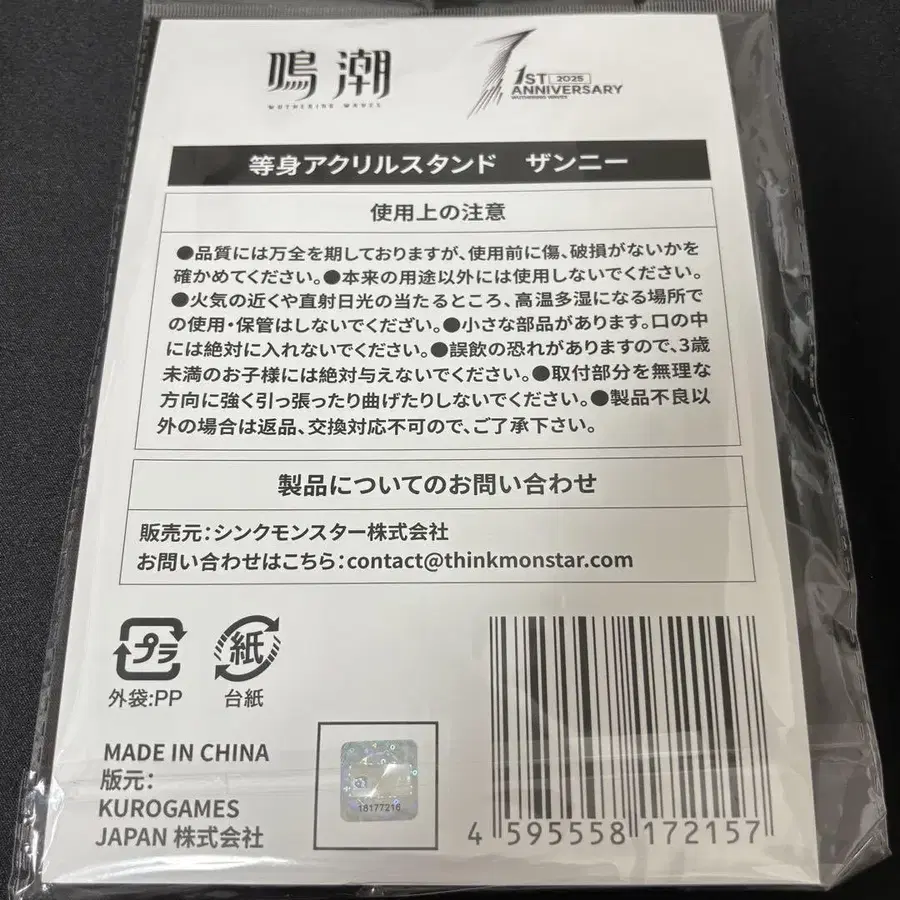 鳴潮
WUTHERING WAVES
1ST 2025
ANNIVERSARY
WUTHERING WAVES
等身アクリルスタンド ザンニー
使用上の注意
●品質には万全を期しておりますが、使用前に傷、破損がないかを
確かめてください。●本来の用途以外には使用しないでください。
●火気の近くや直射日光の当たるところ、高温多湿になる場所で
の使用・保管はしないでくださぃ。●小さな部品があります。口の中
には絶対に入れないでください。●誤飲の恐れがありますので、3歳
未満のお子様には絶対与えないでください。●取付部分を無理な
方向に強く引っ張ったり曲げたりしないでください。●製品不良以
外の場合は返品、交換対応不可ので、ご了承下さい。
製品についてのお問い合わせ
販売元:シンクモンスター株式会社
お問い合わせはこちら:contact@thinkmonstar.com
プラ
紙
外袋:PP
台紙
MADE IN CHINA
版元:
KUROGAMES
JAPAN 株式会社
18177216
4 595558 172157